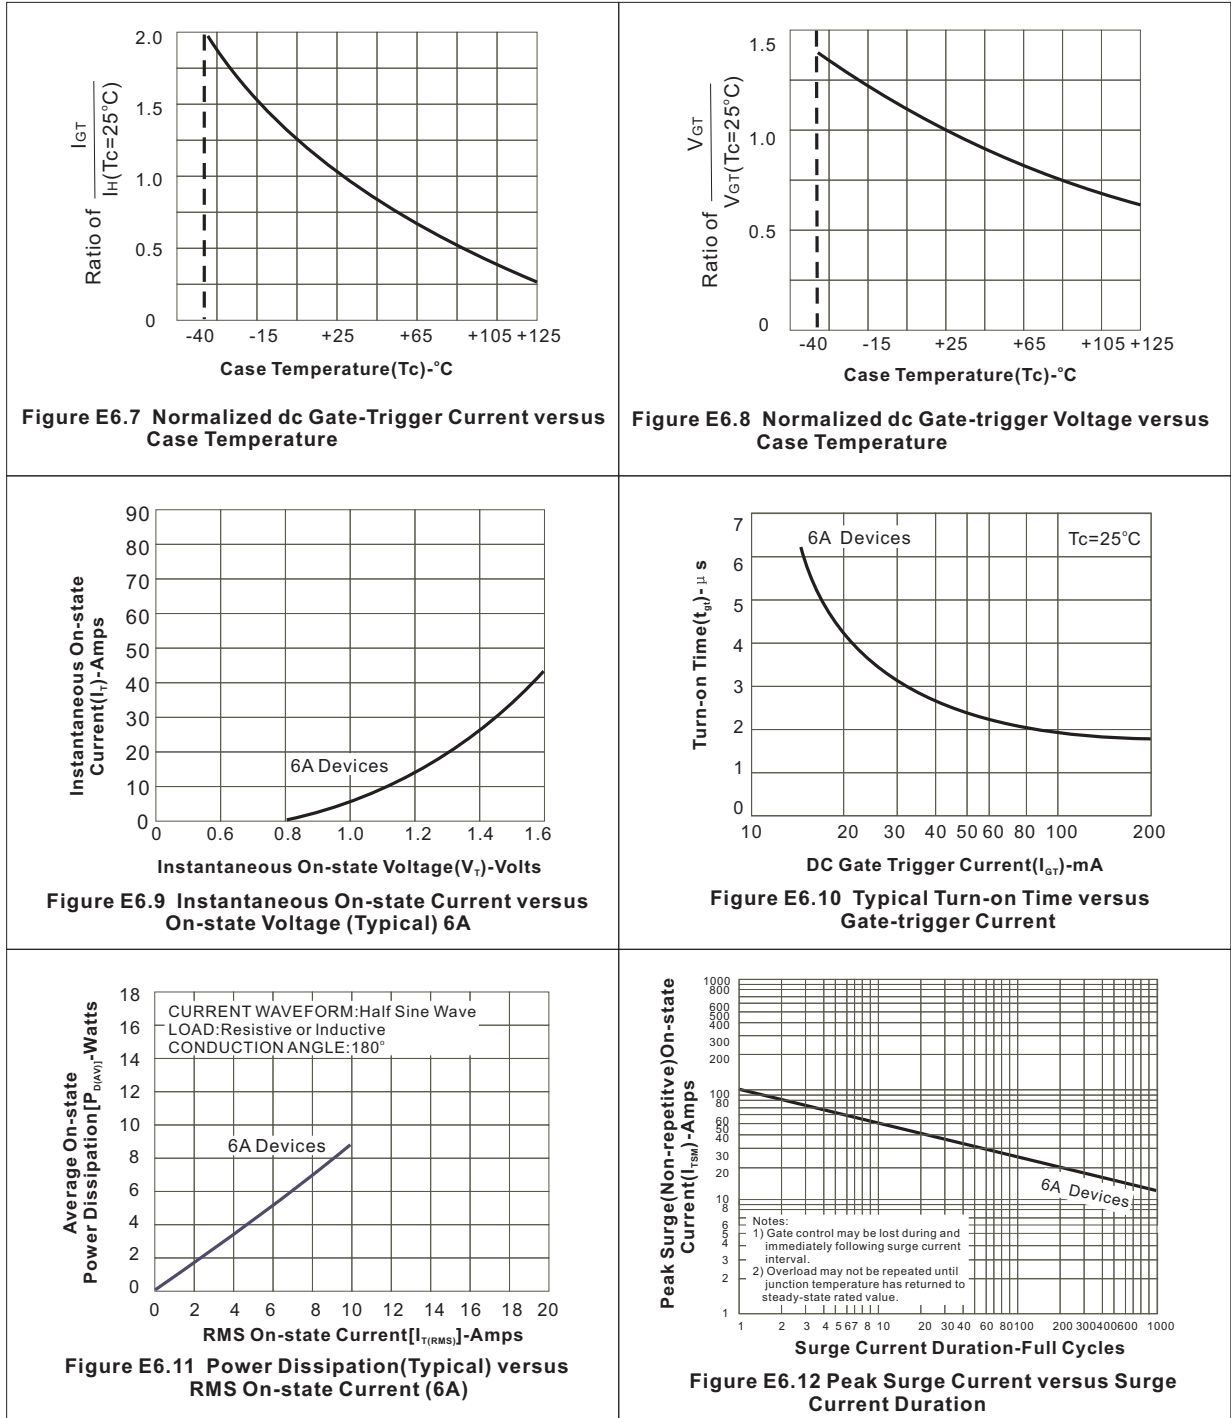 2.0
1.5
1.0
0.5
0
Ratio of IGT
IH(Tc=25°C)
-40 -15 +25 +65 +105 +125
Case Temperature(Tc)-°C
Figure E6.7 Normalized dc Gate-Trigger Current versus
Case Temperature
1.5
1.0
0.5
0
Ratio of VGT
VGT(Tc=25°C)
-40 -15 +25 +65 +105 +125
Case Temperature(Tc)-°C
Figure E6.8 Normalized dc Gate-trigger Voltage versus
Case Temperature
90
80
70
60
50
40
30
20
10
0
Instantaneous On-state
Current(IT)-Amps
6A Devices
0 0.6 0.8 1.0 1.2 1.4 1.6
Instantaneous On-state Voltage(VT)-Volts
Figure E6.9 Instantaneous On-state Current versus
On-state Voltage (Typical) 6A
7
6
5
4
3
2
1
0
Turn-on Time(tgt)-μs
6A Devices
Tc=25°C
10 20 30 40 50 60 80 100 200
DC Gate Trigger Current(IGT)-mA
Figure E6.10 Typical Turn-on Time versus
Gate-trigger Current
18
16
14
12
10
8
6
4
2
0
Average On-state
Power Dissipation[PD(AV)]-Watts
CURRENT WAVEFORM:Half Sine Wave
LOAD:Resistive or Inductive
CONDUCTION ANGLE:180°
6A Devices
0 2 4 6 8 10 12 14 16 18 20
RMS On-state Current[IT(RMS)]-Amps
Figure E6.11 Power Dissipation(Typical) versus
RMS On-state Current (6A)
1000
800
600
500
400
300
200
100
80
60
50
40
30
20
10
8
6
5
4
3
2
1
Peak Surge(Non-repetitve)On-state
Current(ITSM)-Amps
6A Devices
Notes:
1) Gate control may be lost during and
immediately following surge current
interval.
2) Overload may not be repeated until
junction temperature has returned to
steady-state rated value.
1 2 3 4 5 67 8 10 20 30 40 60 80100 200 300400600 1000
Surge Current Duration-Full Cycles
Figure E6.12 Peak Surge Current versus Surge
Current Duration